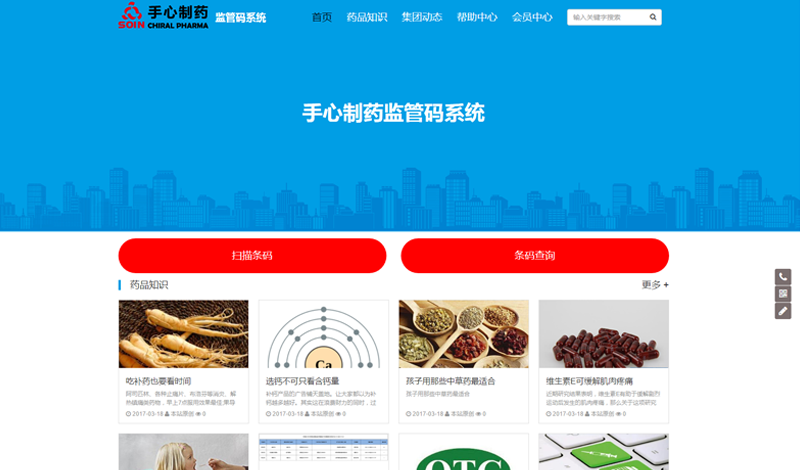 手心制药
SOIN CHIRAL PHARMA
监管码系统
首页 药品知识 集团动态 帮助中心 会员中心 输入关键字搜索
手心制药监管码系统
扫描条码 条码查询
药品知识 更多 +
Ca
吃补药也要看时间
选钙不可只看含钙量
孩子用那些中草药最适合
维生素E可缓解肌肉疼痛
孩子用那些中草药最适合
2017-03-18 本站原创 0
2017-03-18 本站原创 0
2017-03-18 本站原创 0
2017-03-18 本站原创 0
OTC